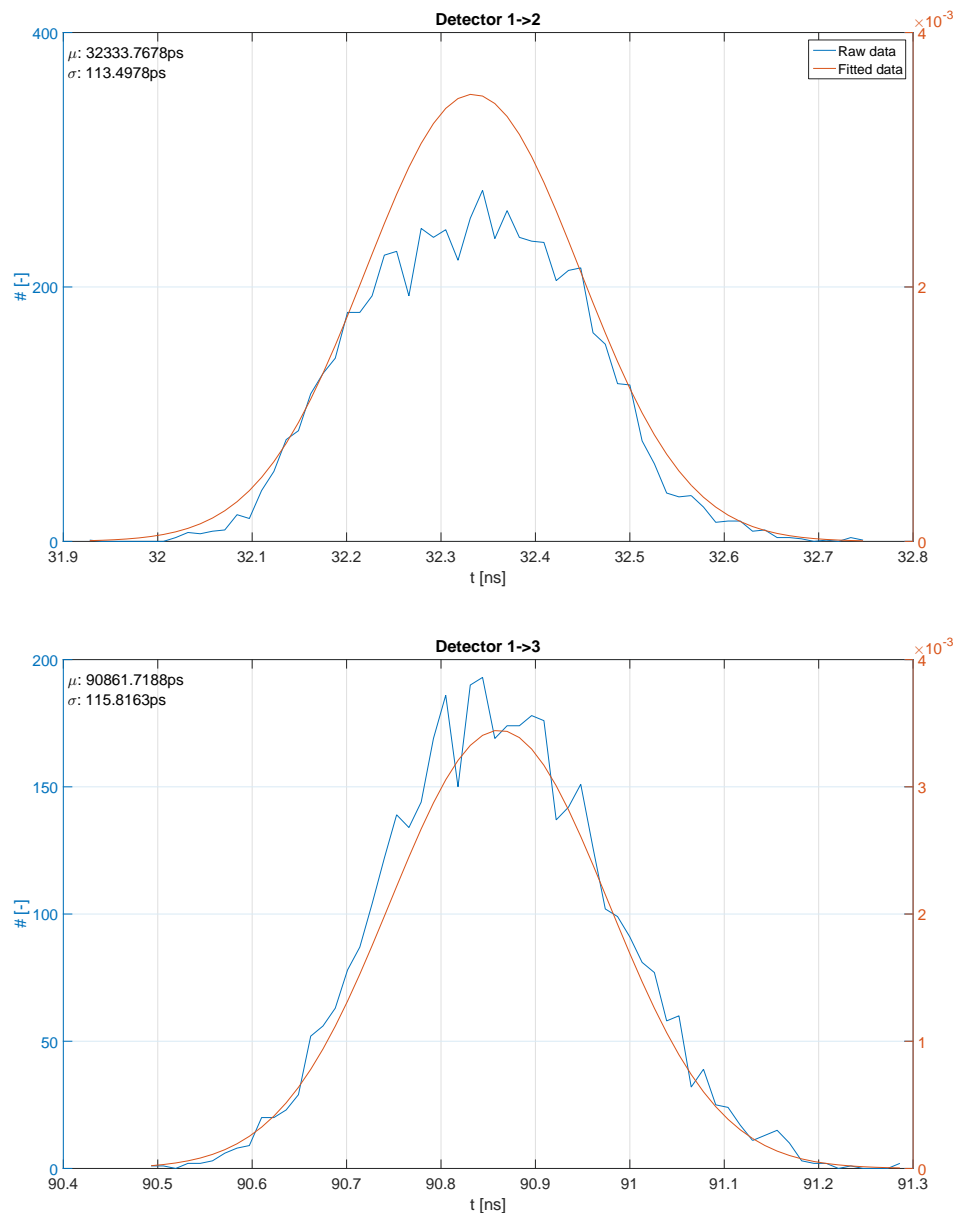 Detector 1->2
×10-3
μ: 32333.7678ps
σ: 113.4978ps
Raw data
Fitted data
400
200
0
# [-]
4
2
0
31.9 32 32.1 32.2 32.3 32.4 32.5 32.6 32.7 32.8
t [ns]
Detector 1->3
×10-3
μ: 90861.7188ps
σ: 115.8163ps
200
150
100
50
0
# [-]
4
3
2
1
0
90.4 90.5 90.6 90.7 90.8 90.9 91 91.1 91.2 91.3
t [ns]